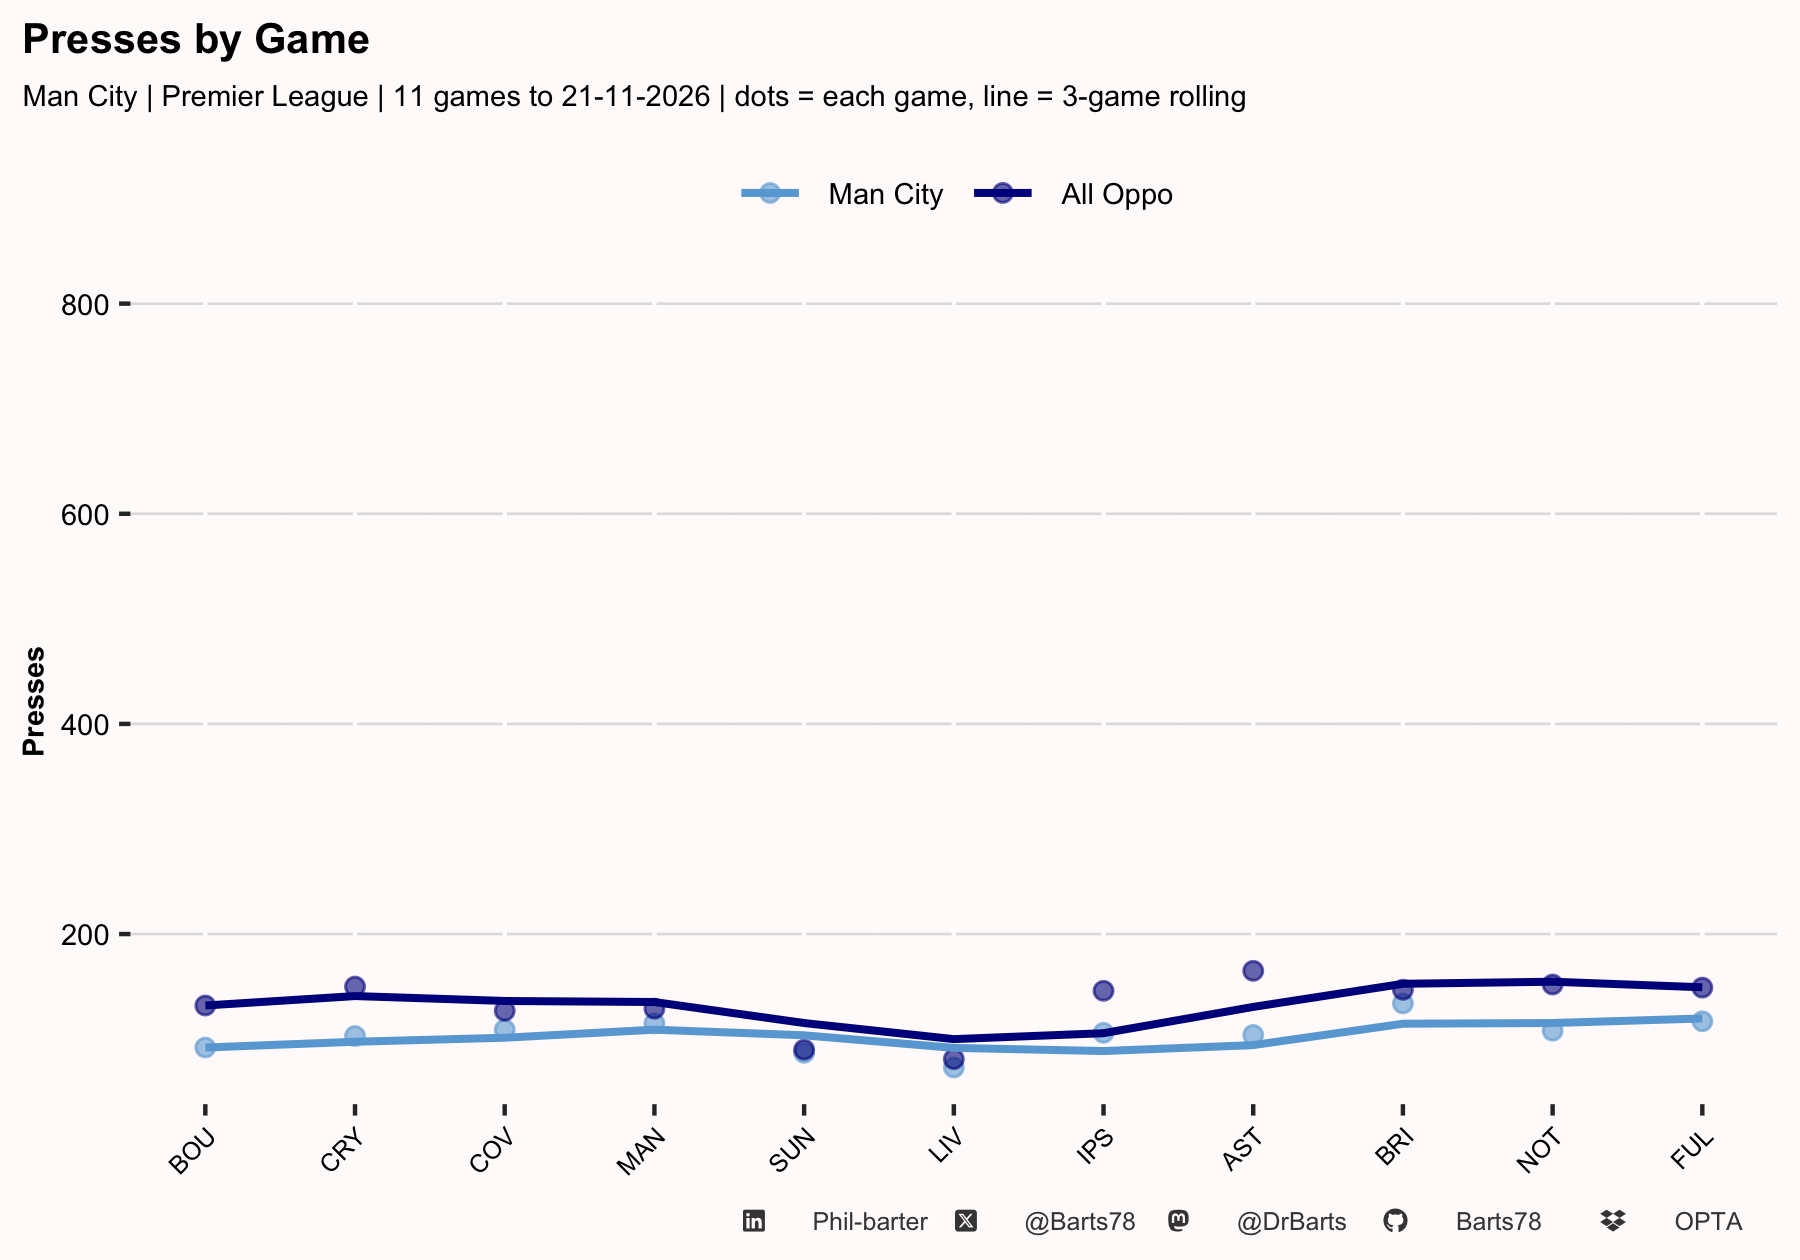 Presses by Game
Man City | Premier League | 11 games to 21-11-2026 | dots = each game, line = 3-game rolling
Man City
All Oppo
800
600
400
200
Presses
BOU
CRY
COV
MAN
SUN
LIV
IPS
AST
BRI
NOT
FUL
Phil-barter @Barts78 @DrBarts Barts78 OPTA